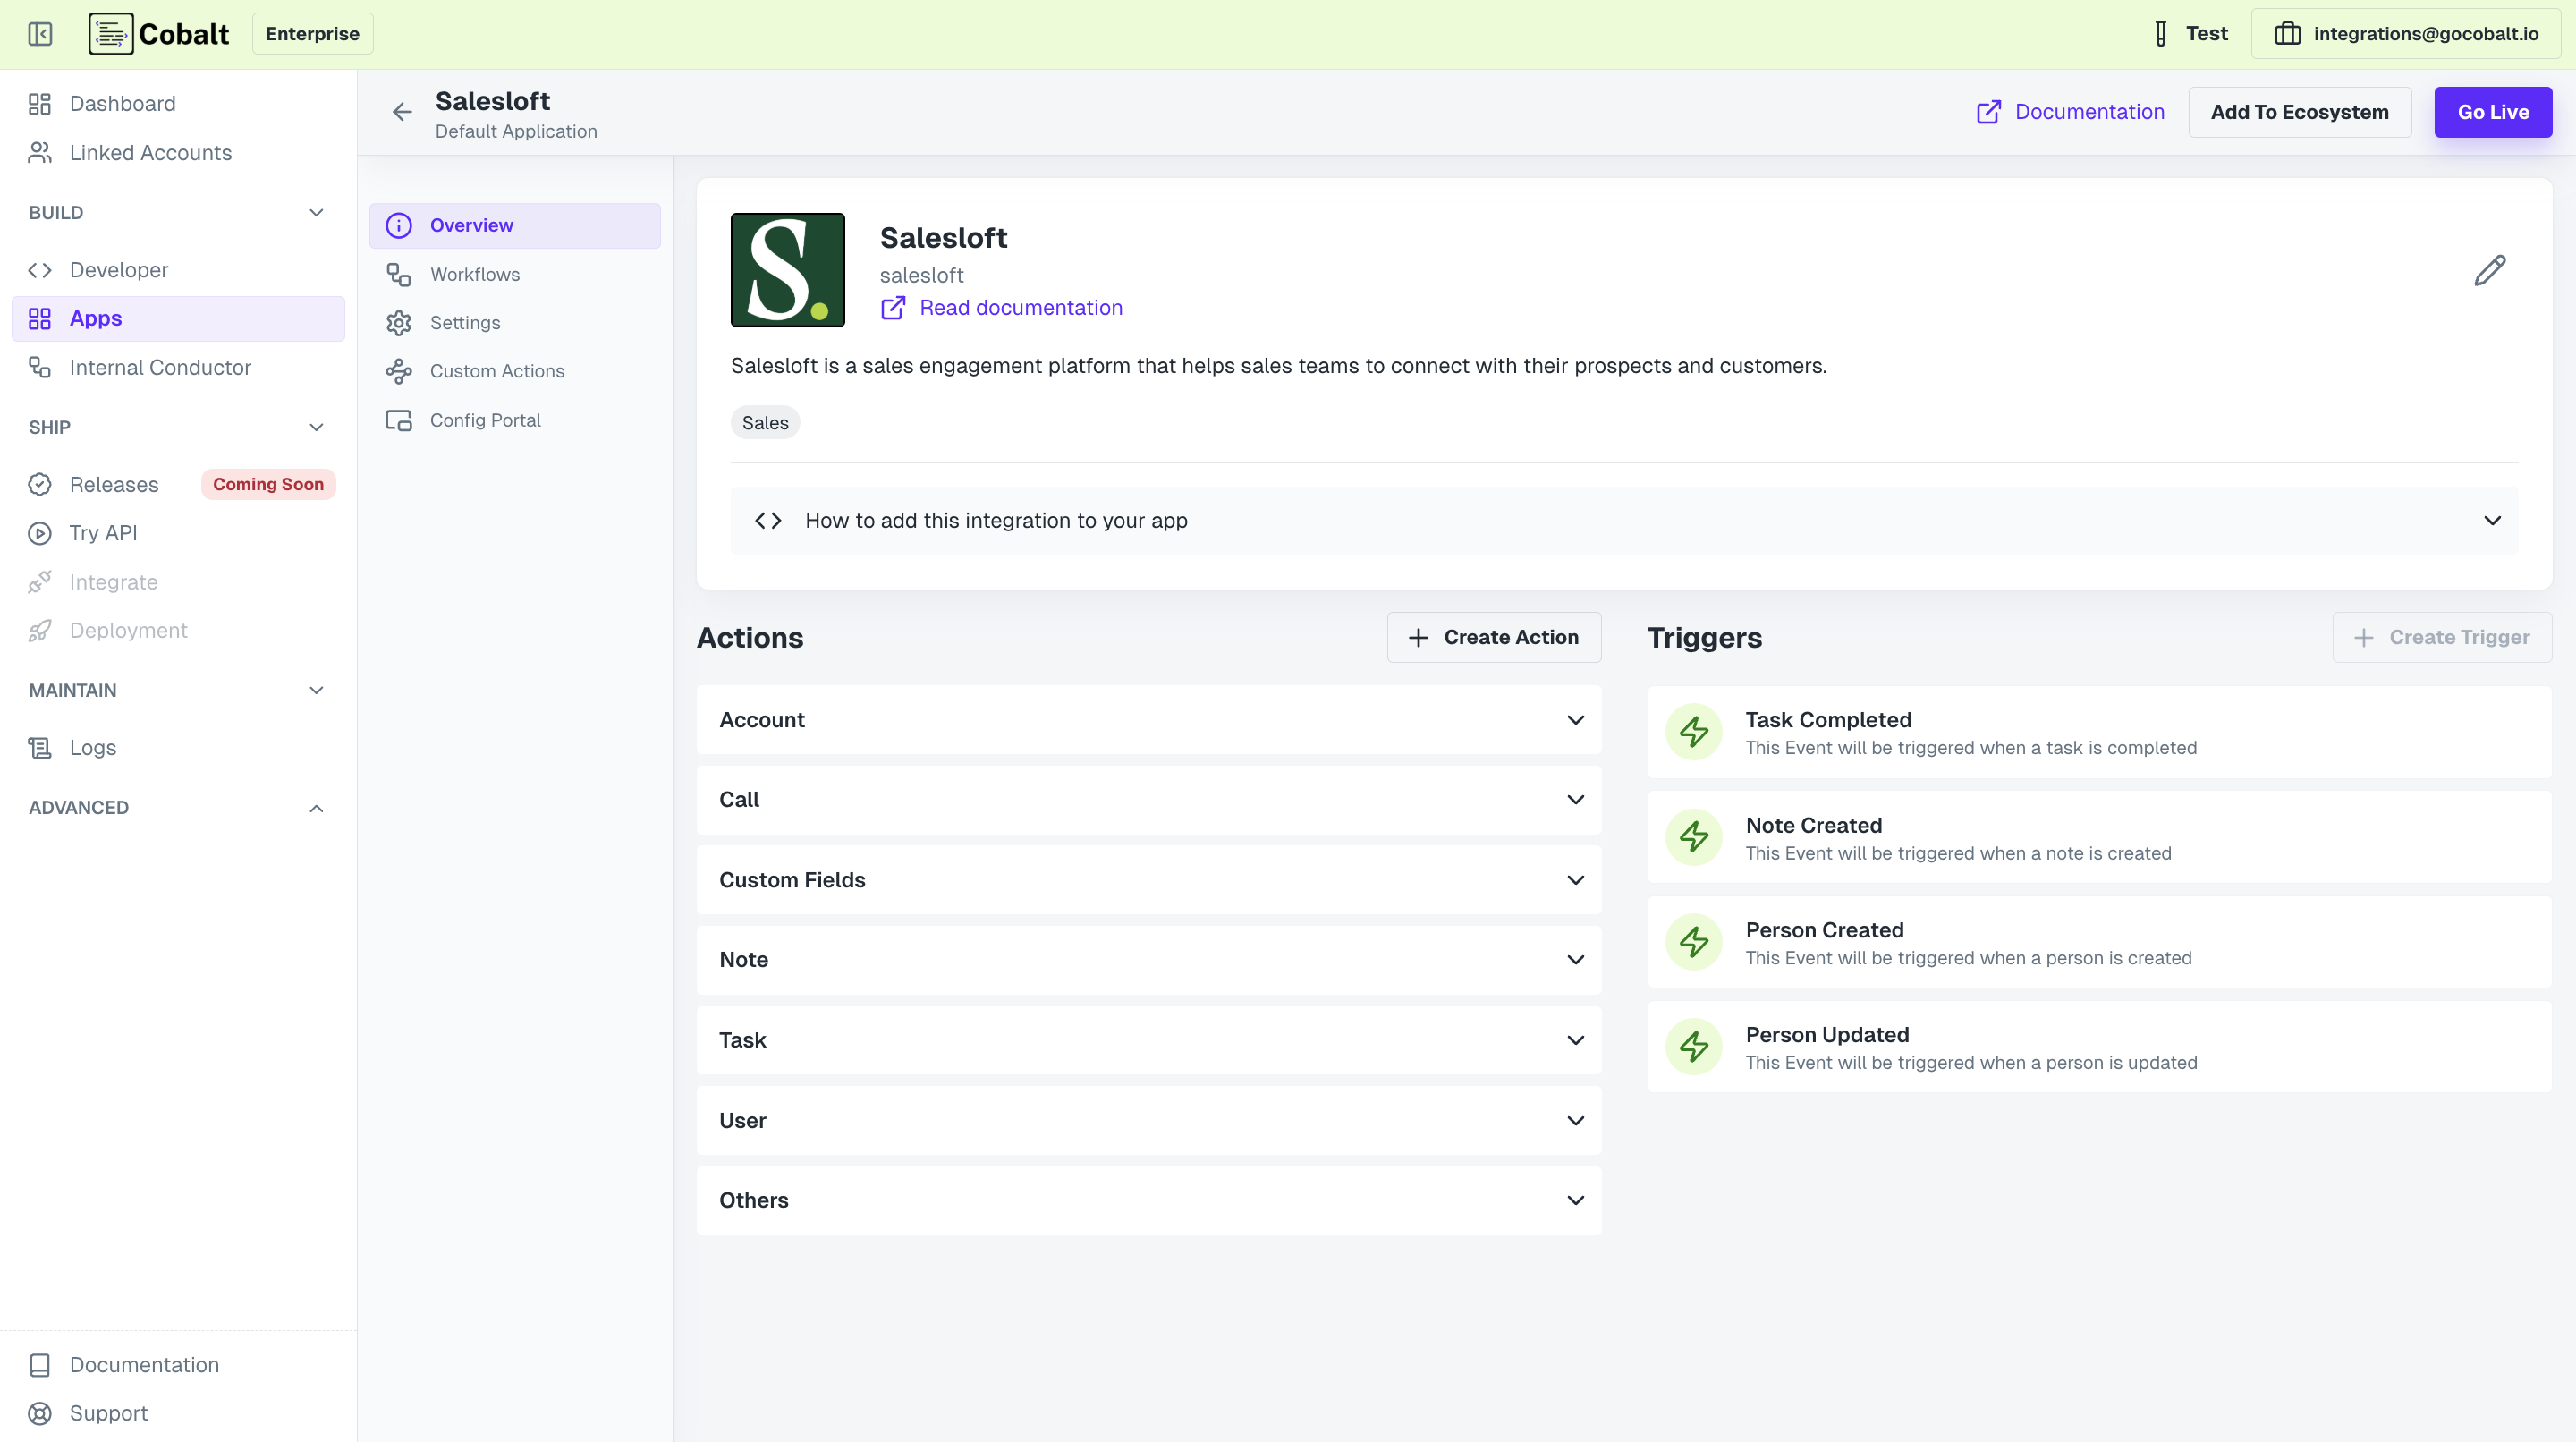 Cobalt
Enterprise
Test
integrations@gocobalt.io
Dashboard
Linked Accounts
BUILD
Developer
Apps
Internal Conductor
SHIP
Releases
Coming Soon
Try API
Integrate
Deployment
MAINTAIN
Logs
ADVANCED
Documentation
Support
Salesloft
Default Application
Documentation
Add To Ecosystem
Go Live
Overview
Workflows
Settings
Custom Actions
Config Portal
S.
Salesloft
salesloft
Read documentation
Salesloft is a sales engagement platform that helps sales teams to connect with their prospects and customers.
Sales
How to add this integration to your app
Actions
Create Action
Account
Call
Custom Fields
Note
Task
User
Others
Triggers
Create Trigger
Task Completed
This Event will be triggered when a task is completed
Note Created
This Event will be triggered when a note is created
Person Created
This Event will be triggered when a person is created
Person Updated
This Event will be triggered when a person is updated